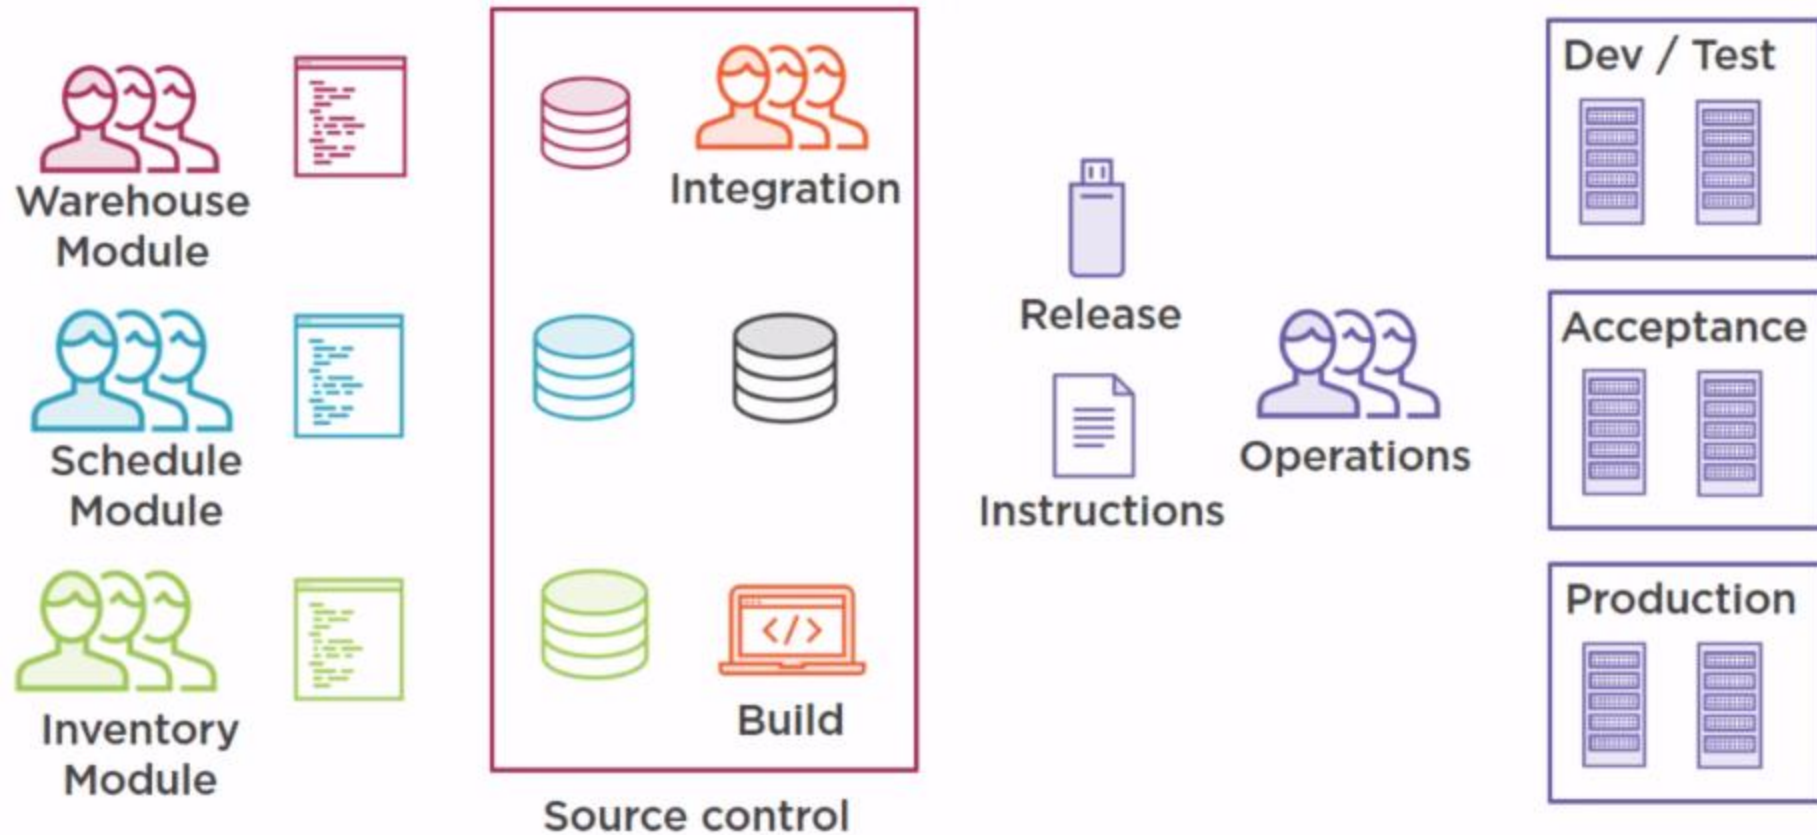 Warehouse
Module
Schedule
Module
Inventory
Module
Integration
</>
Build
Source control
Release
Instructions
Operations
Dev / Test
Acceptance
Production